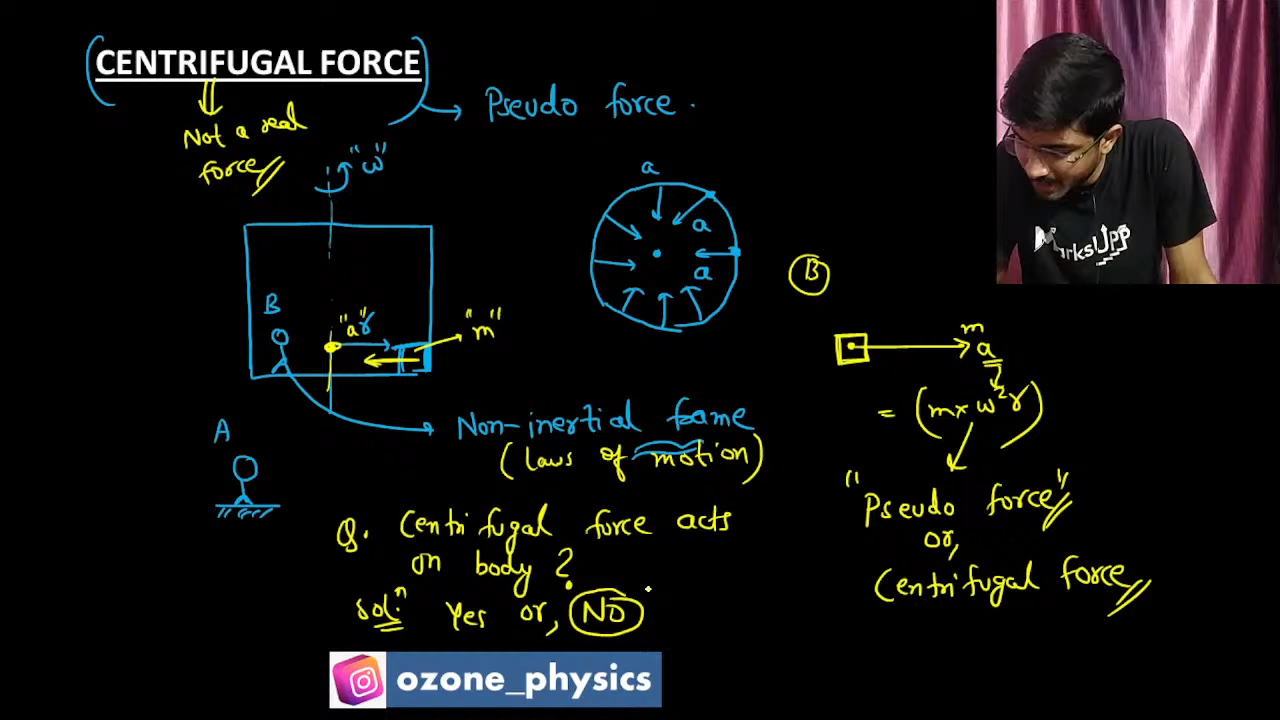 CENTRIFUGAL FORCE
Not a real
force
Pseudo force.
"ω"
a
a
a
B
"a" r
"m"
A
Non-inertial frame
(laws of motion)
Q. Centrifugal force acts
on body?
solⁿ. Yes or, NO
B
m
a
= (m × ω²r)
"Pseudo force"
or,
Centrifugal force
MarksUPP
ozone_physics